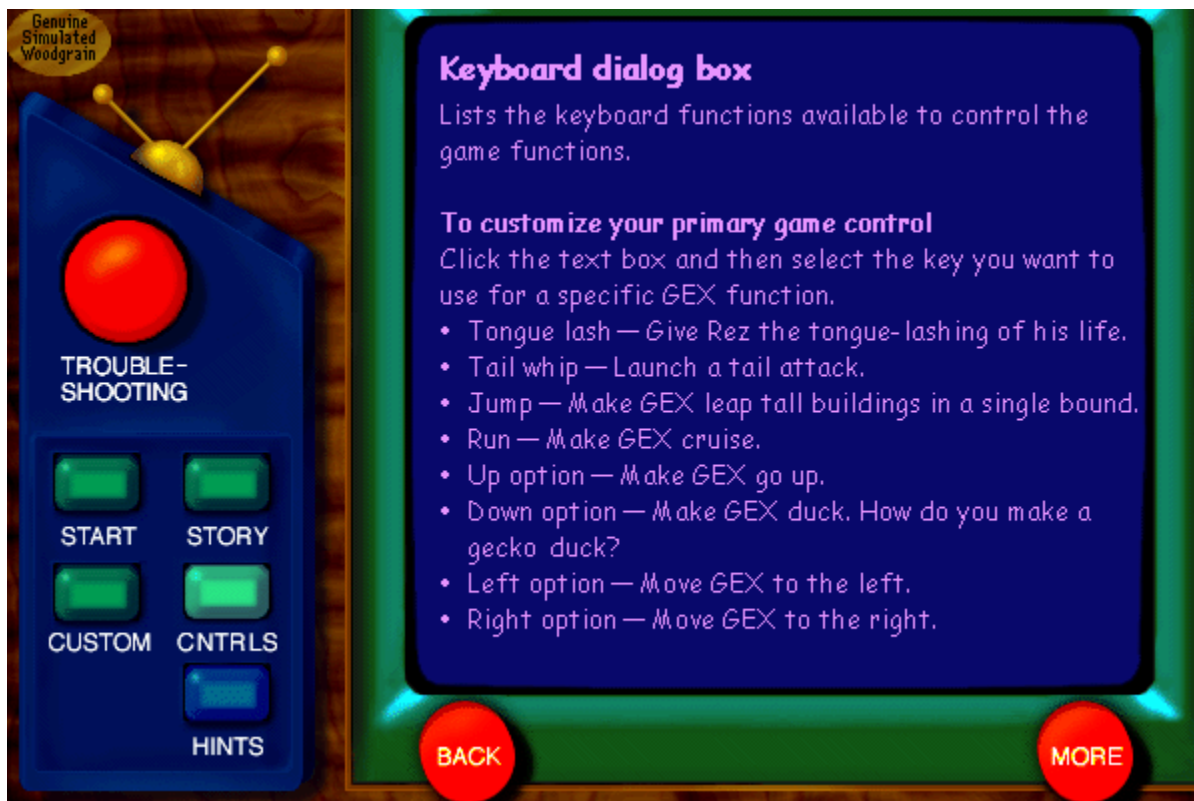 Genuine
Simulated
Woodgrain
TROUBLE-
SHOOTING
START
STORY
CUSTOM
CNTRLS
HINTS
Keyboard dialog box
Lists the keyboard functions available to control the
game functions.
To customize your primary game control
Click the text box and then select the key you want to
use for a specific GEX function.
• Tongue lash — Give Rez the tongue-lashing of his life.
• Tail whip — Launch a tail attack.
• Jump — Make GEX leap tall buildings in a single bound.
• Run — Make GEX cruise.
• Up option — Make GEX go up.
• Down option — Make GEX duck. How do you make a
gecko duck?
• Left option — Move GEX to the left.
• Right option — Move GEX to the right.
BACK
MORE